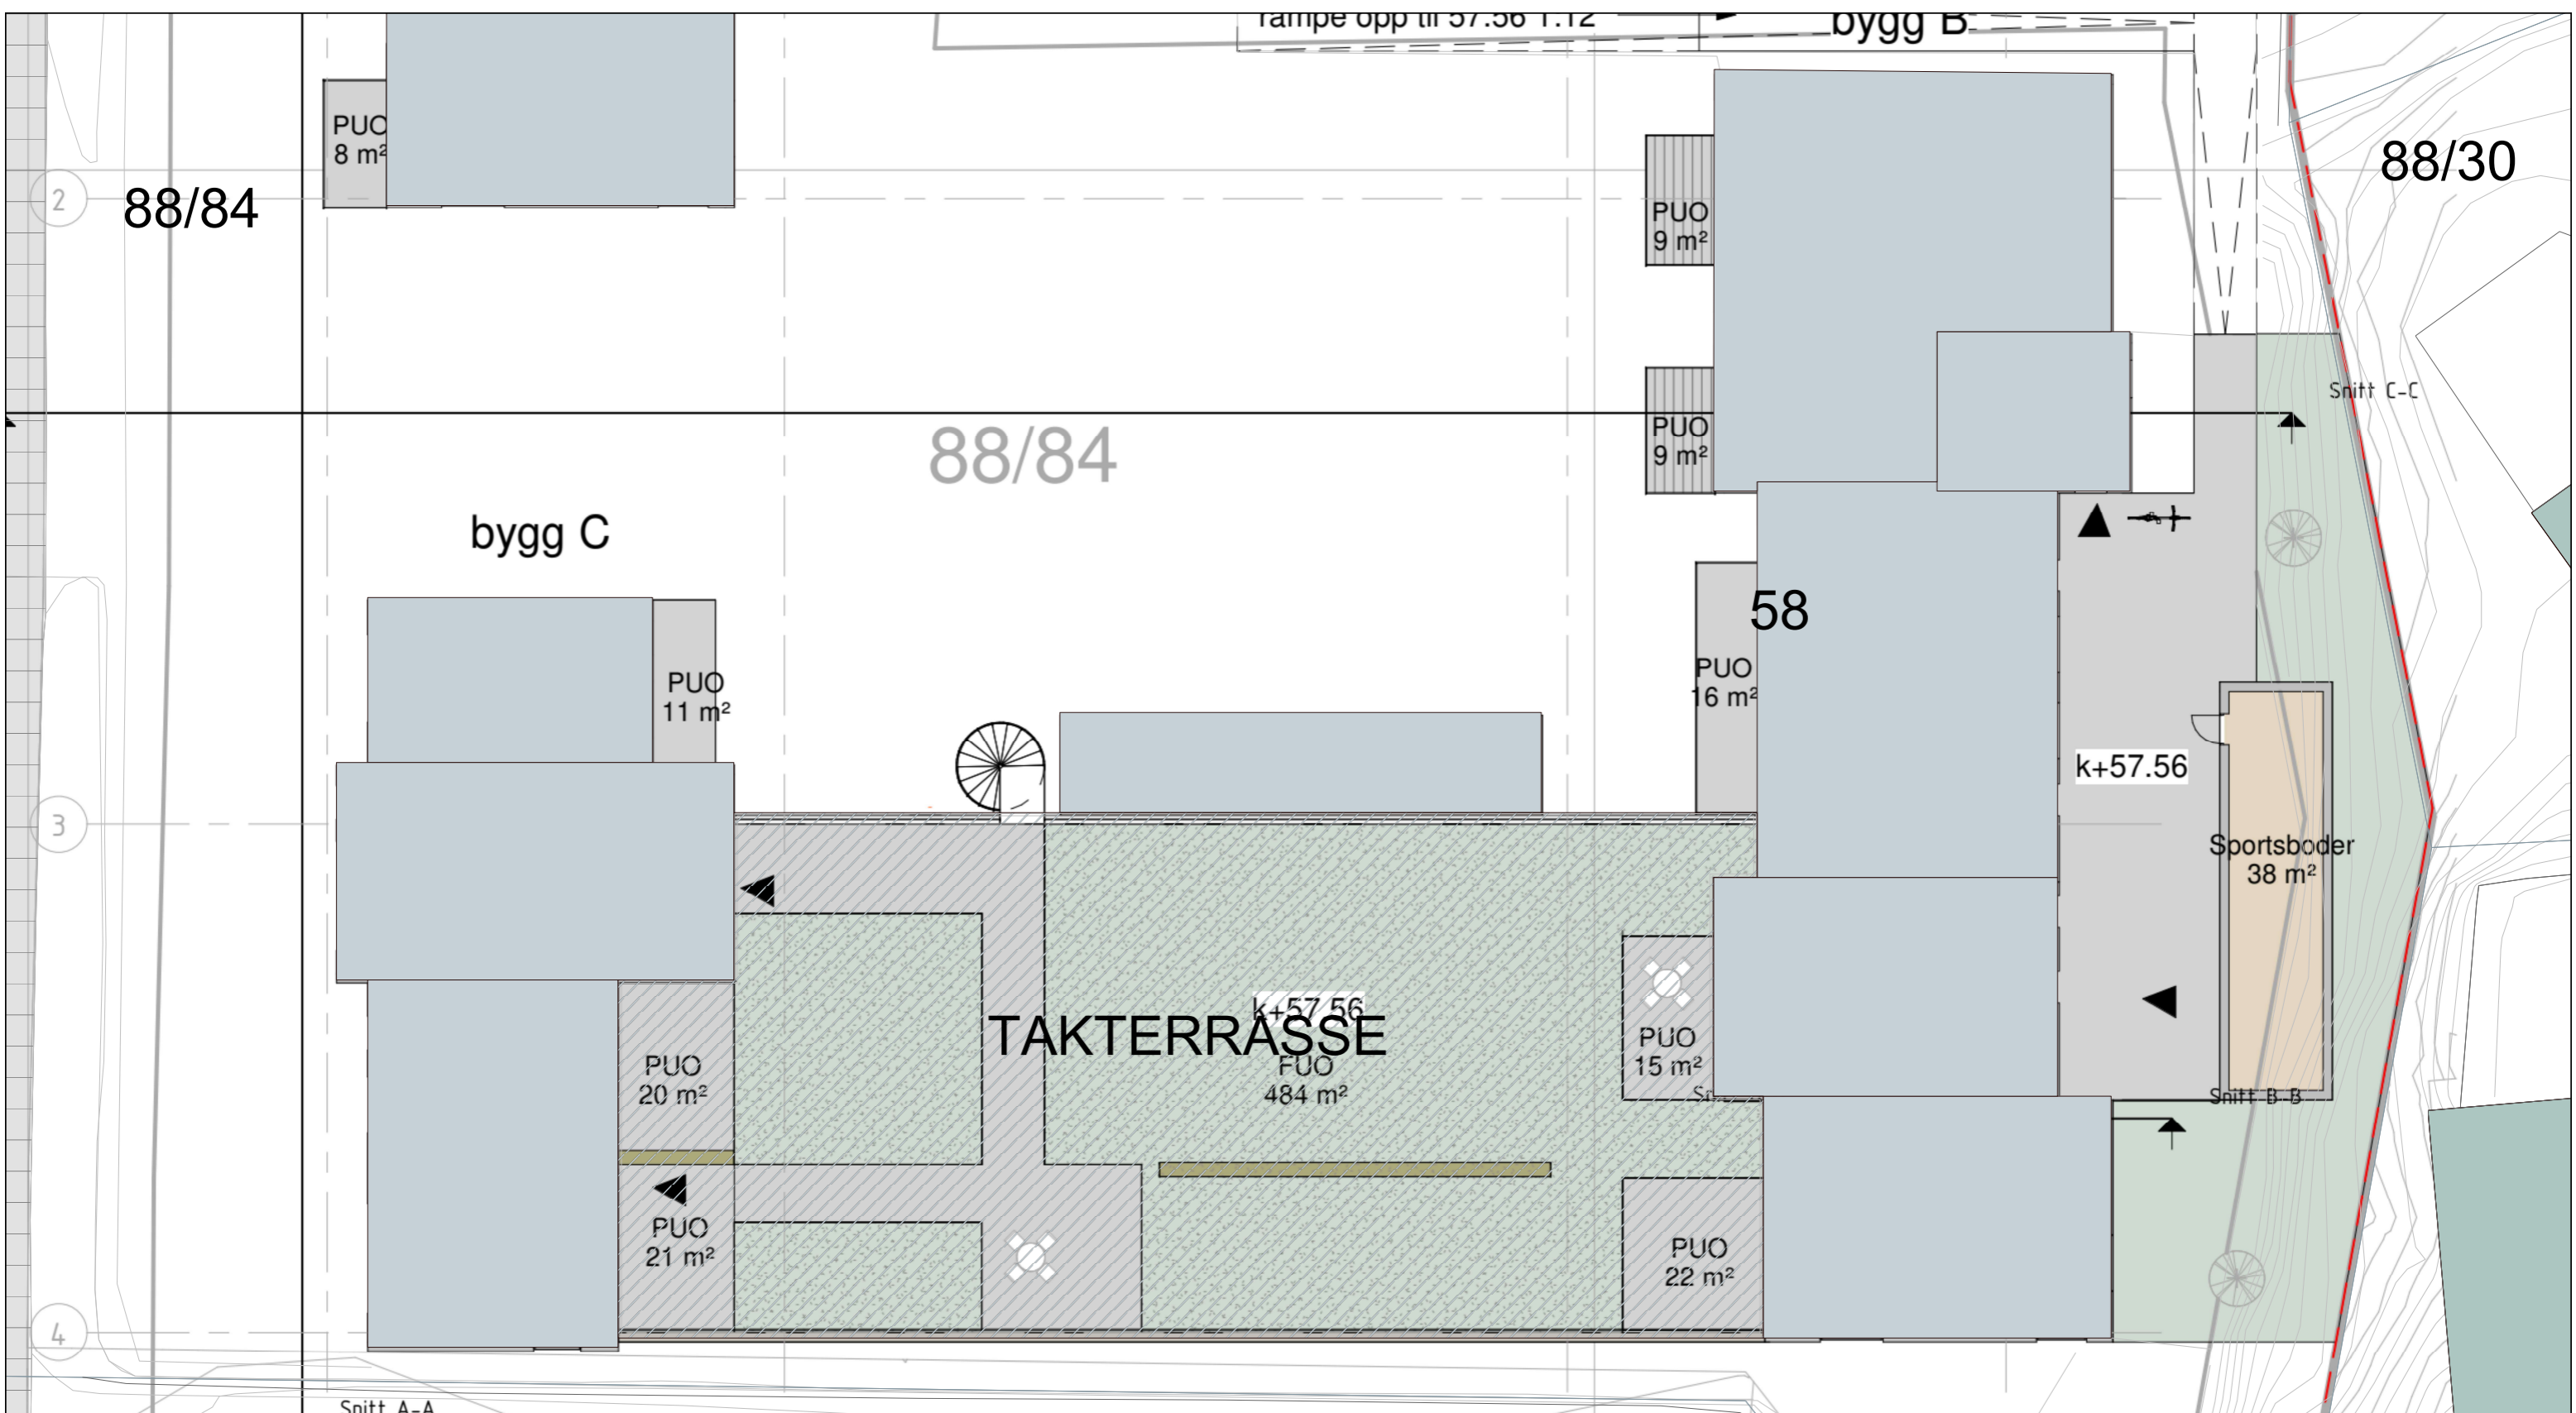 rampe opp til 57.56 1:12
bygg B
PUO
8 m²
2
88/84
88/30
PUO
9 m²
Snitt C-C
PUO
9 m²
88/84
bygg C
58
PUO
11 m²
PUO
16 m²
k+57.56
3
Sportsboder
38 m²
k+57.56
TAKTERRASSE
FUO
484 m²
PUO
15 m²
PUO
20 m²
Snitt B-B
PUO
21 m²
PUO
22 m²
4
Snitt A-A